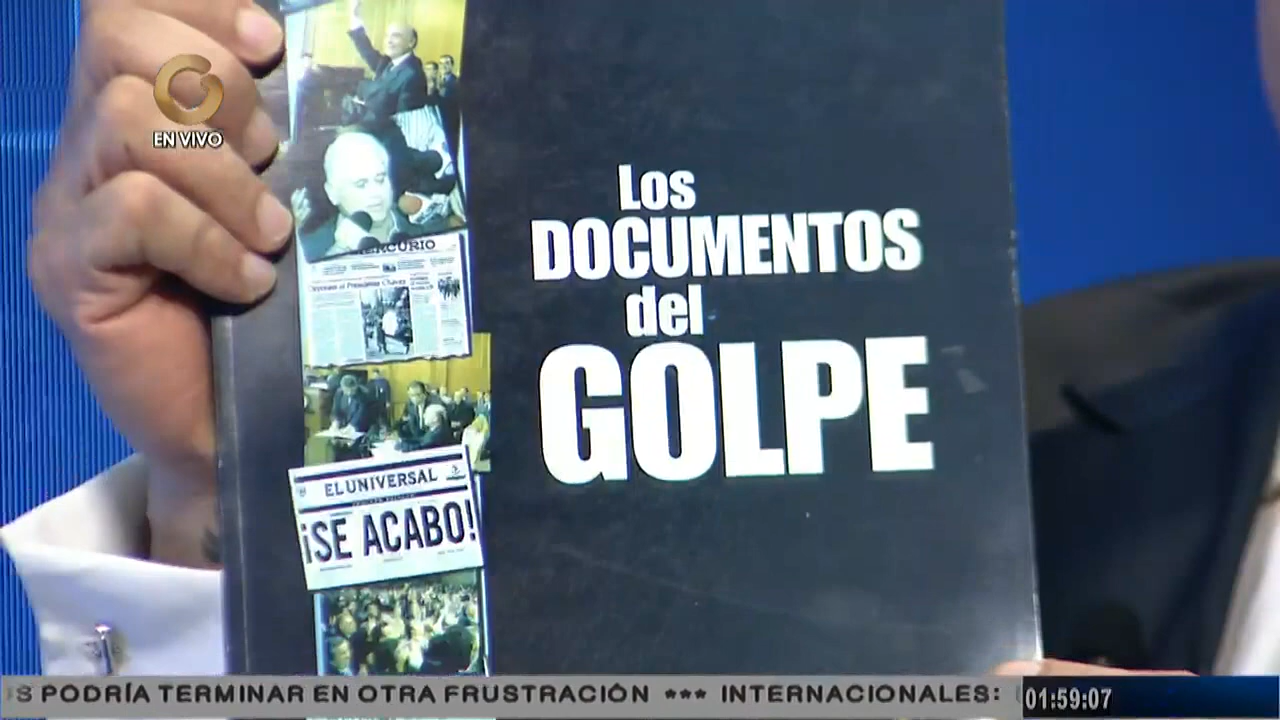 EN VIVO
LOS
DOCUMENTOS
del
GOLPE
MERCURIO
EL UNIVERSAL
¡SE ACABO!
S PODRÍA TERMINAR EN OTRA FRUSTRACIÓN *** INTERNACIONALES:
01:59:07